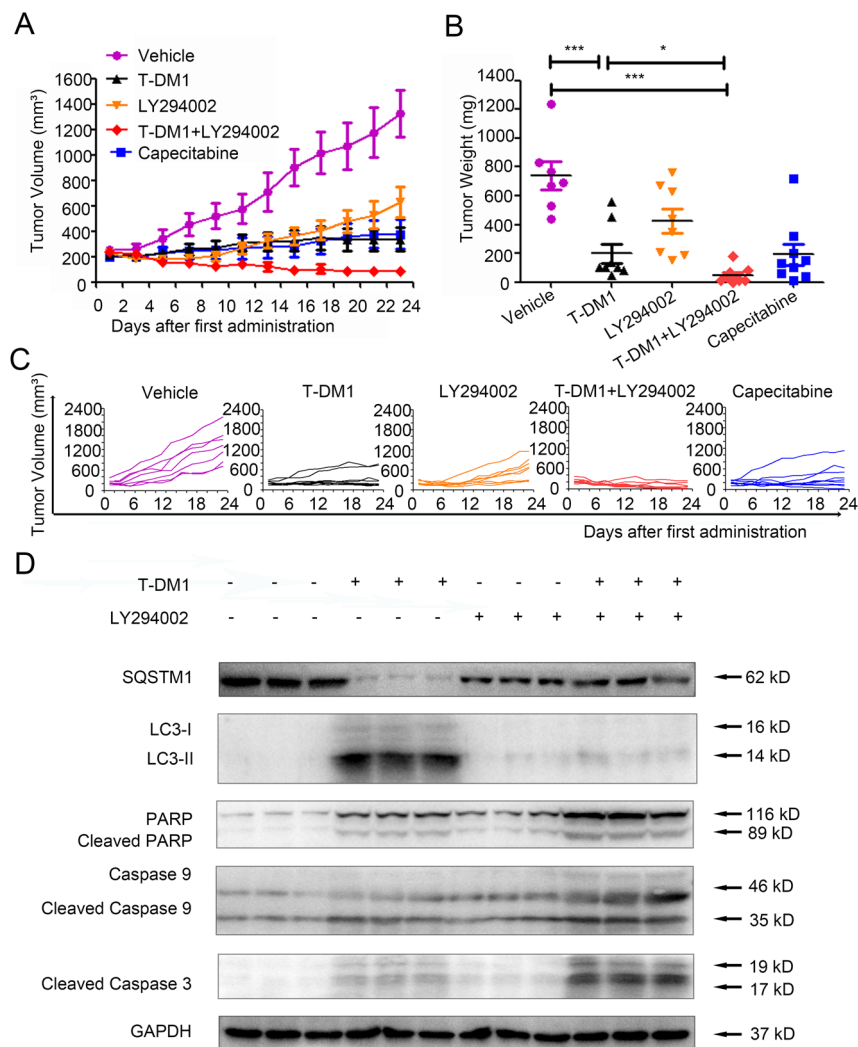 A
Vehicle
T-DM1
LY294002
T-DM1+LY294002
Capecitabine
Tumor Volume (mm³)
1600
1400
1200
1000
800
600
400
200
0
0 2 4 6 8 10 12 14 16 18 20 22 24
Days after first administration
B
***
*
***
Tumor Weight (mg)
1400
1200
1000
800
600
400
200
0
Vehicle
T-DM1
LY294002
T-DM1+LY294002
Capecitabine
C
Tumor Volume (mm³)
Vehicle
2400
1800
1200
600
0
0 6 12 18 24
T-DM1
2400
1800
1200
600
0
0 6 12 18 24
LY294002
2400
1800
1200
600
0
0 6 12 18 24
T-DM1+LY294002
2400
1800
1200
600
0
0 6 12 18 24
Capecitabine
2400
1800
1200
600
0
0 6 12 18 24
Days after first administration
D
T-DM1 - - - + + + - - - + + +
LY294002 - - - - - - + + + + + +
SQSTM1 62 kD
LC3-I 16 kD
LC3-II 14 kD
PARP 116 kD
Cleaved PARP 89 kD
Caspase 9 46 kD
Cleaved Caspase 9 35 kD
19 kD
Cleaved Caspase 3 17 kD
GAPDH 37 kD